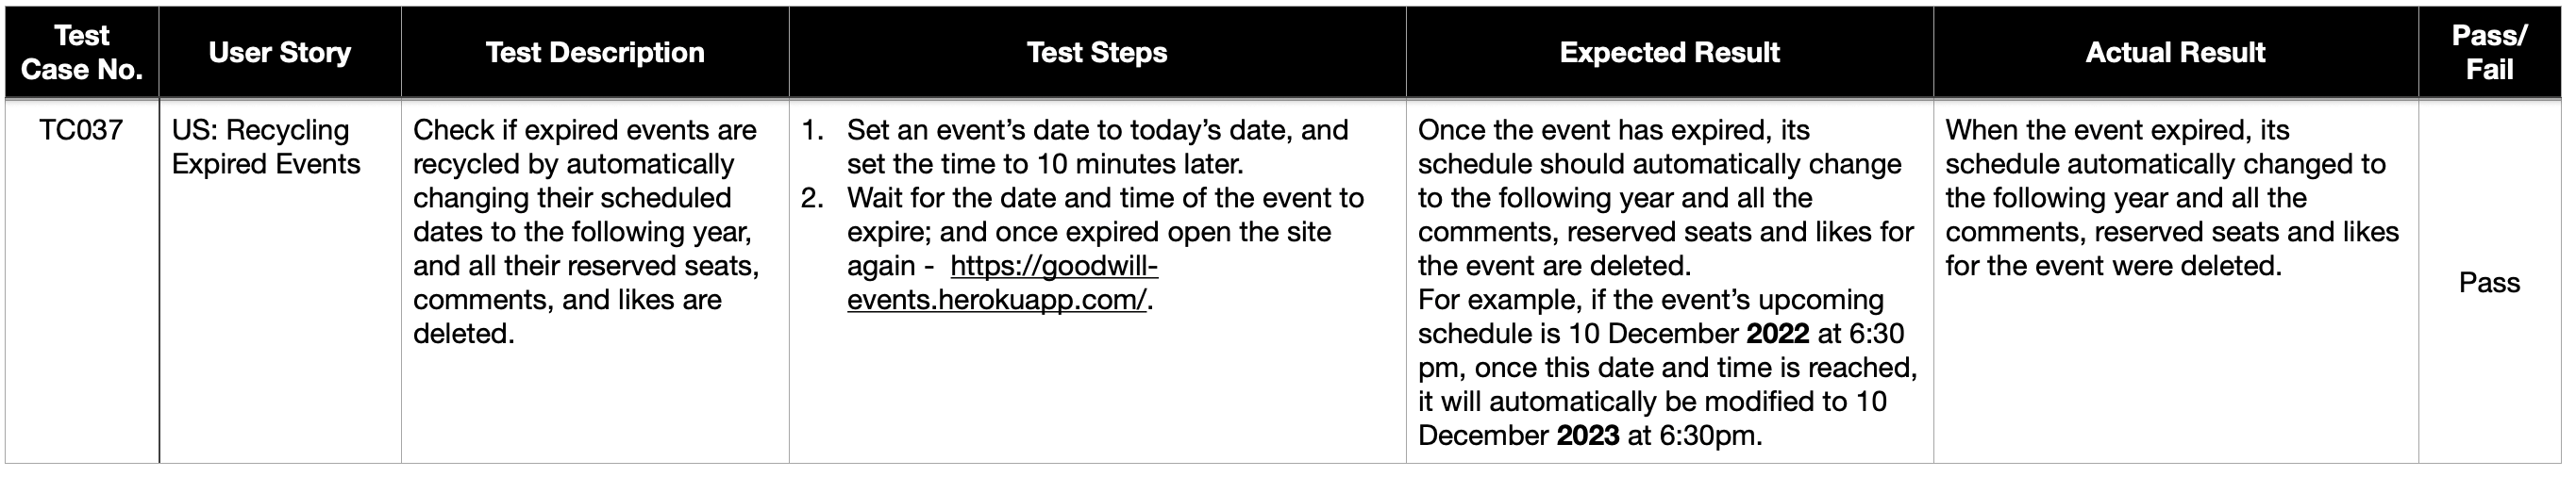 Test
Case No.
User Story
Test Description
Test Steps
Expected Result
Actual Result
Pass/
Fail
TC037
US: Recycling
Expired Events
Check if expired events are
recycled by automatically
changing their scheduled
dates to the following year,
and all their reserved seats,
comments, and likes are
deleted.
1. Set an event’s date to today’s date, and
set the time to 10 minutes later.
2. Wait for the date and time of the event to
expire; and once expired open the site
again - https://goodwill-
events.herokuapp.com/.
Once the event has expired, its
schedule should automatically change
to the following year and all the
comments, reserved seats and likes for
the event are deleted.
For example, if the event’s upcoming
schedule is 10 December 2022 at 6:30
pm, once this date and time is reached,
it will automatically be modified to 10
December 2023 at 6:30pm.
When the event expired, its
schedule automatically changed to
the following year and all the
comments, reserved seats and likes
for the event were deleted.
Pass